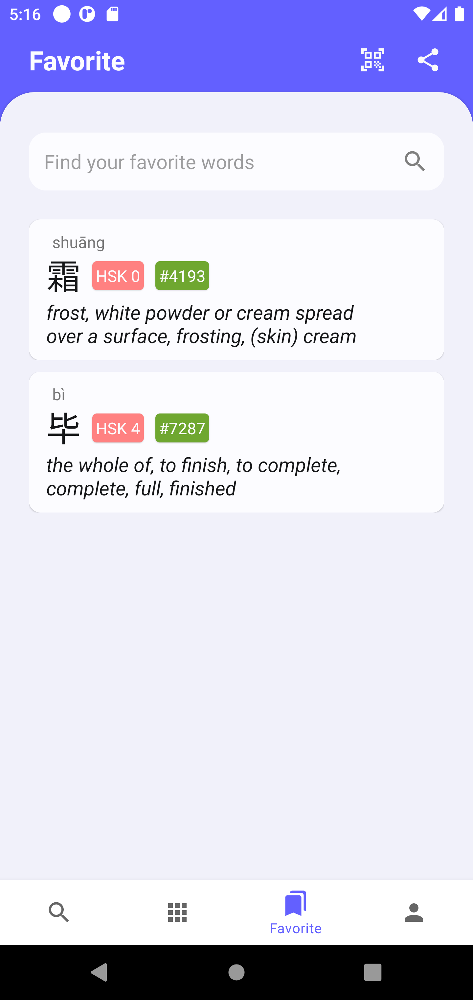 5:16
Favorite
Find your favorite words
shuāng
霜 HSK 0 #4193
frost, white powder or cream spread
over a surface, frosting, (skin) cream
bì
毕 HSK 4 #7287
the whole of, to finish, to complete,
complete, full, finished
Favorite